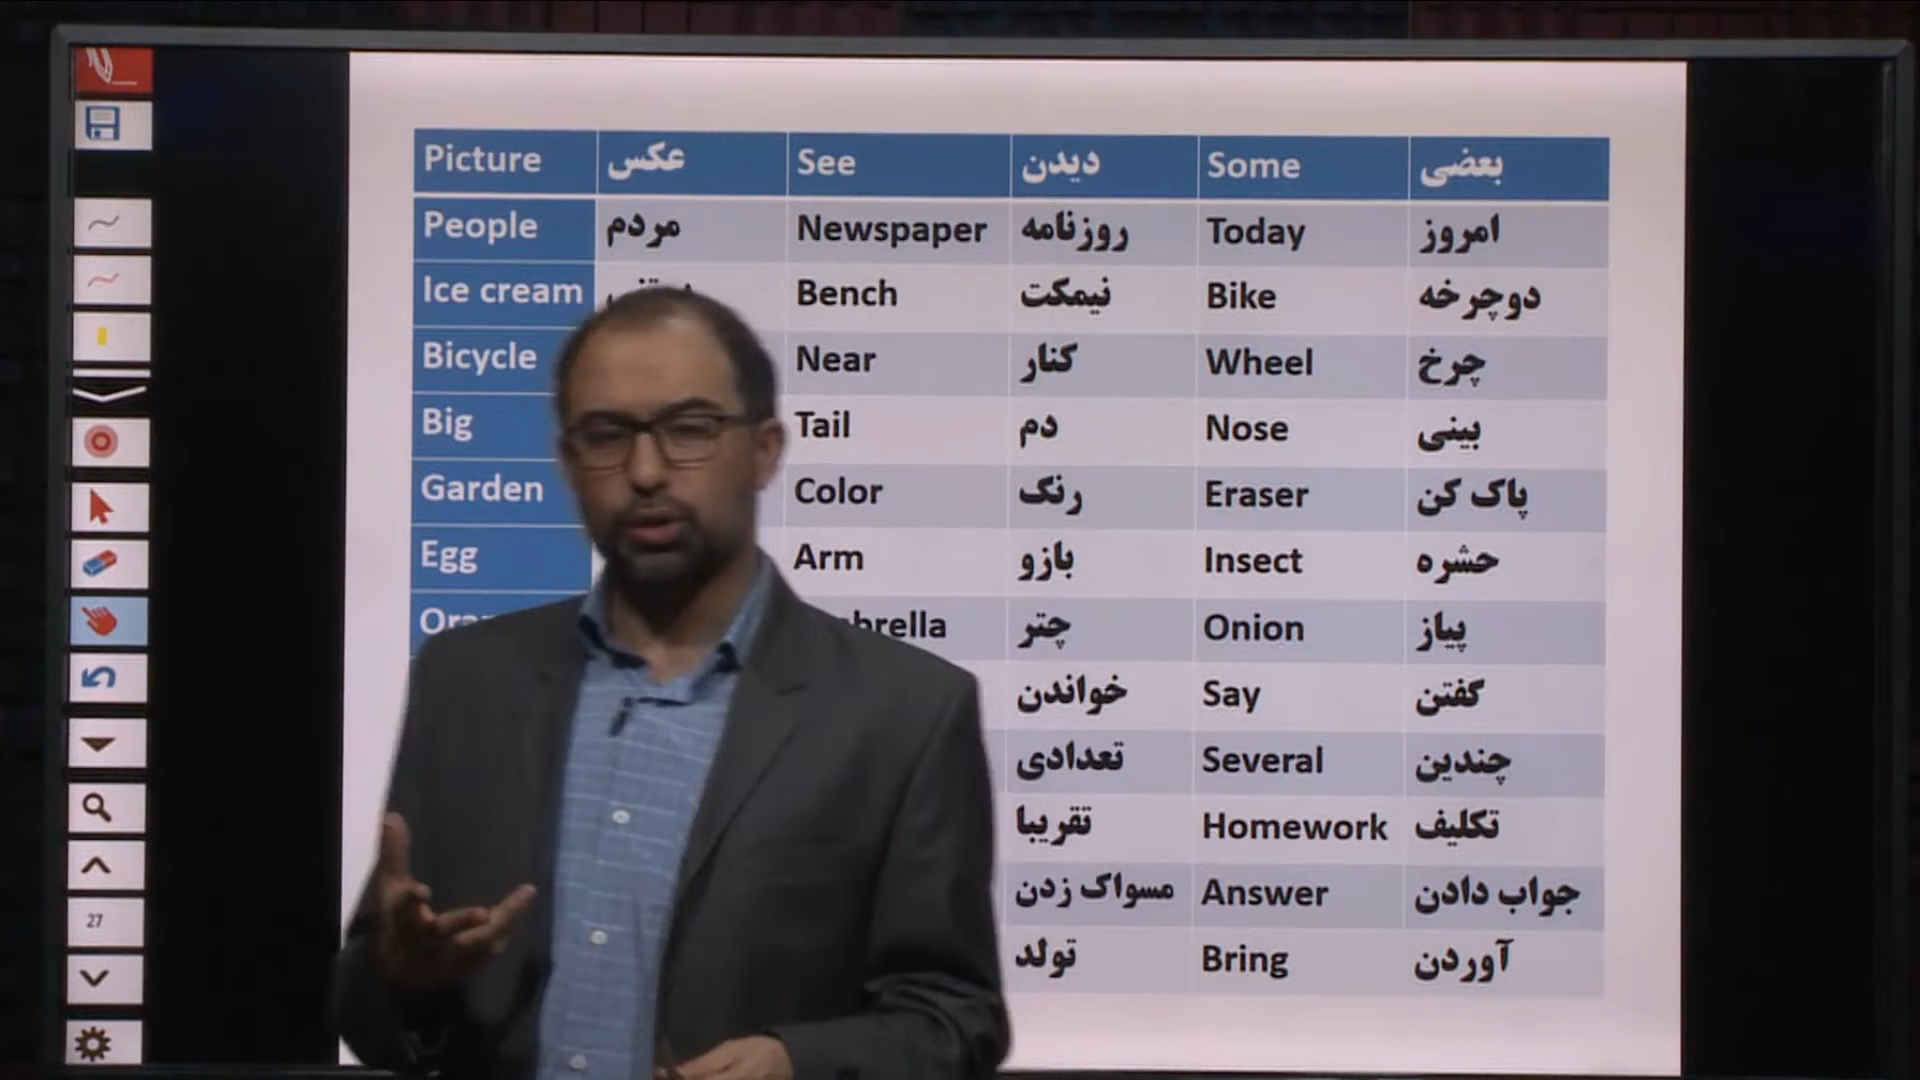 Picture عکس See دیدن Some بعضی
People مردم Newspaper روزنامه Today امروز
Ice cream Bench نیمکت Bike دوچرخه
Bicycle Near کنار Wheel چرخ
Big Tail دم Nose بینی
Garden Color رنگ Eraser پاک کن
Egg Arm بازو Insect حشره
چتر Onion پیاز
خواندن Say گفتن
تعدادی Several چندین
تقریبا Homework تکلیف
مسواک زدن Answer جواب دادن
تولد Bring آوردن
27